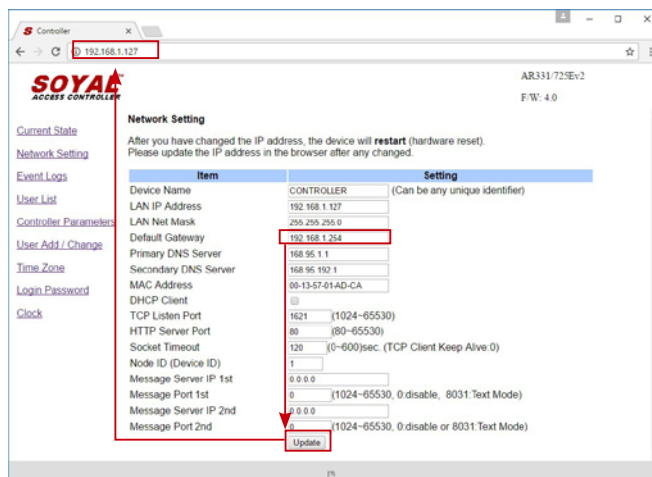 Controller
192.168.1.127
SOYAL™
ACCESS CONTROLLER
AR331/725Ev2
F/W: 4.0
Current State
Network Setting
Event Logs
User List
Controller Parameters
User Add / Change
Time Zone
Login Password
Clock
Network Setting
After you have changed the IP address, the device will restart (hardware reset).
Please update the IP address in the browser after any changed.
Item Setting
Device Name CONTROLLER (Can be any unique identifier)
LAN IP Address 192.168.1.127
LAN Net Mask 255.255.255.0
Default Gateway 192.168.1.254
Primary DNS Server 168.95.1.1
Secondary DNS Server 168.95.192.1
MAC Address 00-13-57-01-AD-CA
DHCP Client
TCP Listen Port 1621 (1024~65530)
HTTP Server Port 80 (80~65530)
Socket Timeout 120 (0~600)sec. (TCP Client Keep Alive:0)
Node ID (Device ID) 1
Message Server IP 1st 0.0.0.0
Message Port 1st 0 (1024~65530, 0:disable, 8031:Text Mode)
Message Server IP 2nd 0.0.0.0
Message Port 2nd 0 (1024~65530, 0:disable or 8031:Text Mode)
Update